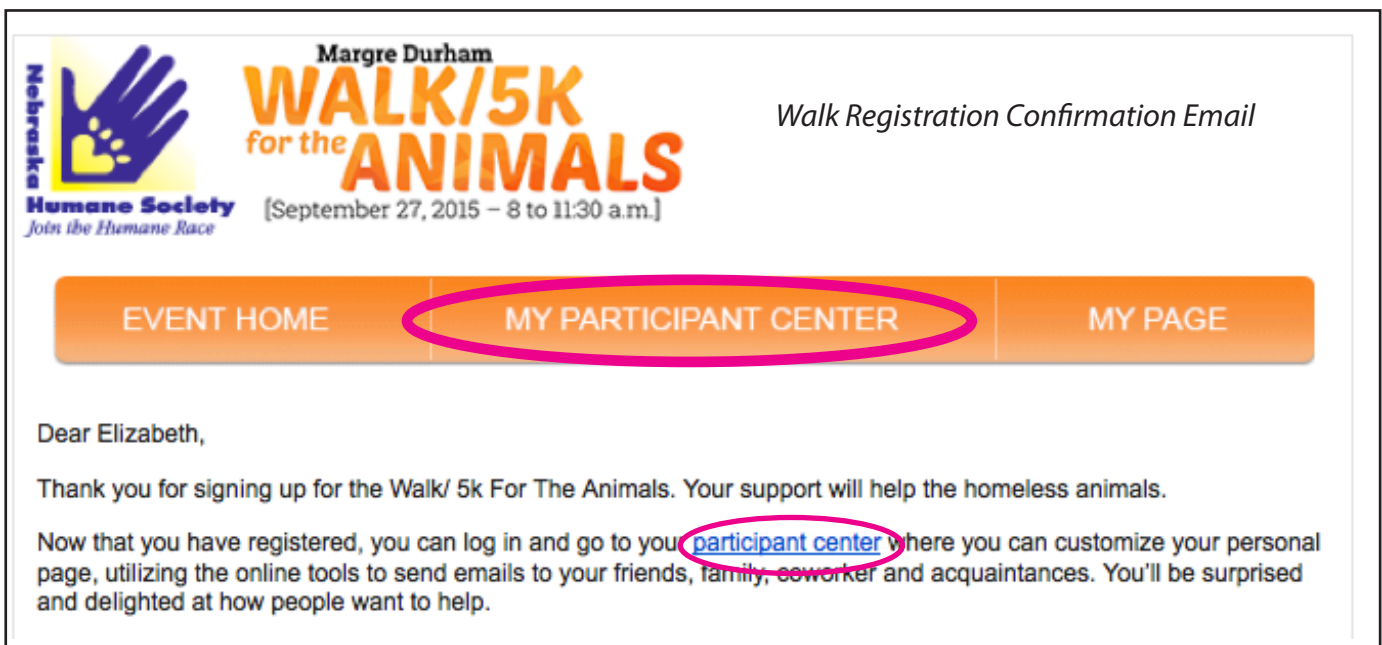 Nebraska
Humane Society
Join the Humane Race
Margre Durham
WALK/5K
for the ANIMALS
[September 27, 2015 – 8 to 11:30 a.m.]
Walk Registration Confirmation Email
EVENT HOME MY PARTICIPANT CENTER MY PAGE
Dear Elizabeth,
Thank you for signing up for the Walk/ 5k For The Animals. Your support will help the homeless animals.
Now that you have registered, you can log in and go to your participant center where you can customize your personal
page, utilizing the online tools to send emails to your friends, family, coworker and acquaintances. You'll be surprised
and delighted at how people want to help.